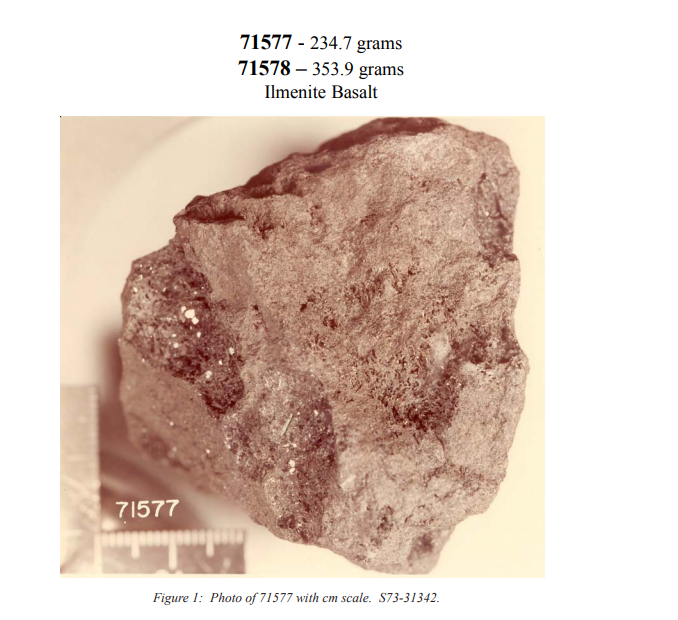 71577 - 234.7 grams
71578 – 353.9 grams
Ilmenite Basalt
71577
Figure 1: Photo of 71577 with cm scale. S73-31342.